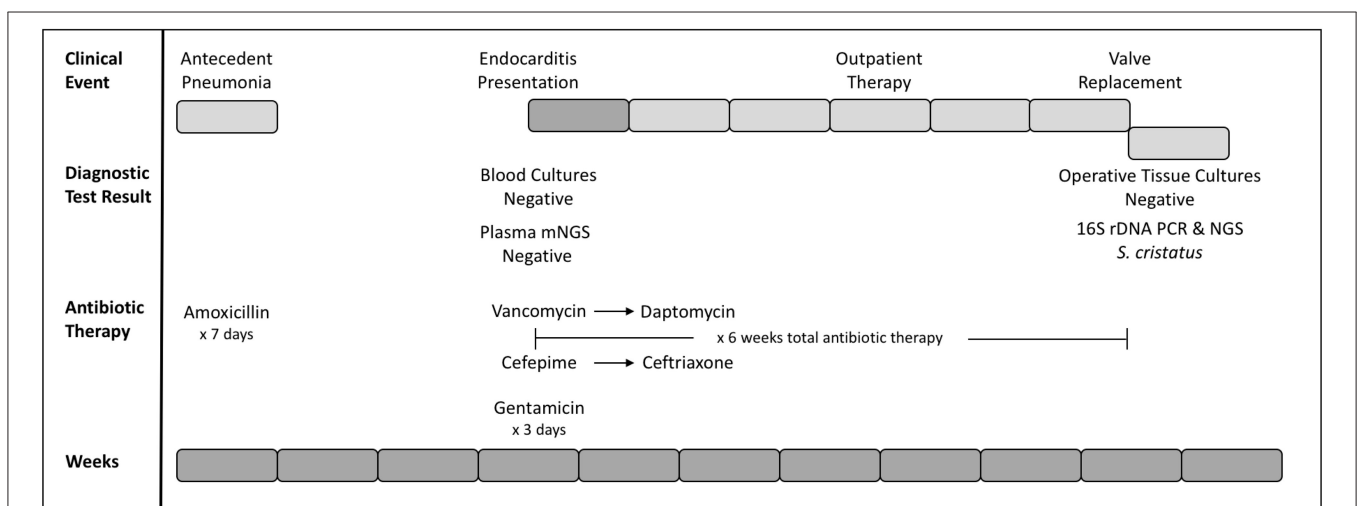 Clinical
Event
Antecedent
Pneumonia
Endocarditis
Presentation
Outpatient
Therapy
Valve
Replacement
Diagnostic
Test Result
Blood Cultures
Negative
Plasma mNGS
Negative
Operative Tissue Cultures
Negative
16S rDNA PCR & NGS
S. cristatus
Antibiotic
Therapy
Amoxicillin
x 7 days
Vancomycin → Daptomycin
x 6 weeks total antibiotic therapy
Cefepime → Ceftriaxone
Gentamicin
x 3 days
Weeks